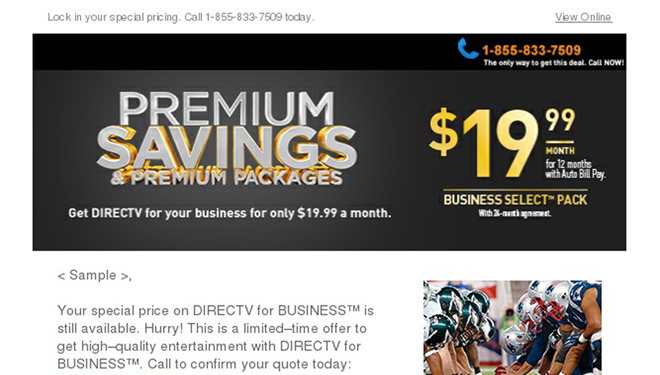 Lock in your special pricing. Call 1-855-833-7509 today.
View Online
1-855-833-7509
The only way to get this deal. Call NOW!
PREMIUM
SAVINGS
& PREMIUM PACKAGES
$19 99
MONTH
for 12 months
with Auto Bill Pay.
BUSINESS SELECT™ PACK
With 24-month agreement.
Get DIRECTV for your business for only $19.99 a month.
< Sample >,
Your special price on DIRECTV for BUSINESS™ is
still available. Hurry! This is a limited–time offer to
get high–quality entertainment with DIRECTV for
BUSINESS™. Call to confirm your quote today: